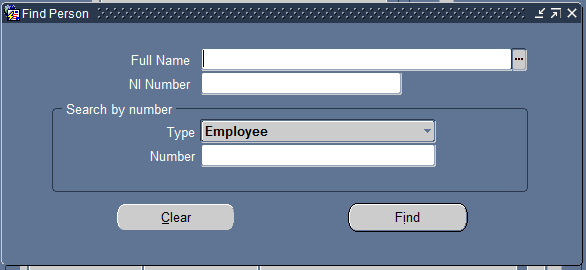 Find Person
Full Name
...
NI Number
Search by number
Type Employee
Number
Clear Find